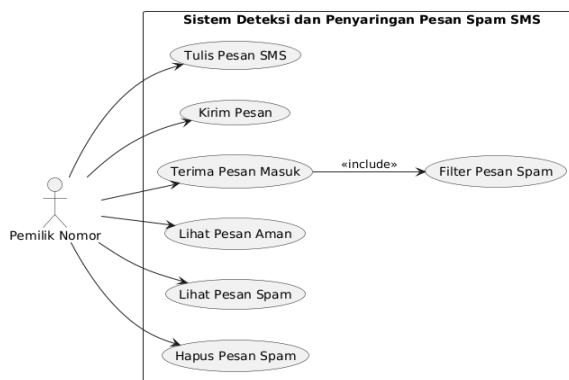 Sistem Deteksi dan Penyaringan Pesan Spam SMS
Tulis Pesan SMS
Kirim Pesan
Terima Pesan Masuk
«include»
Filter Pesan Spam
Pemilik Nomor
Lihat Pesan Aman
Lihat Pesan Spam
Hapus Pesan Spam